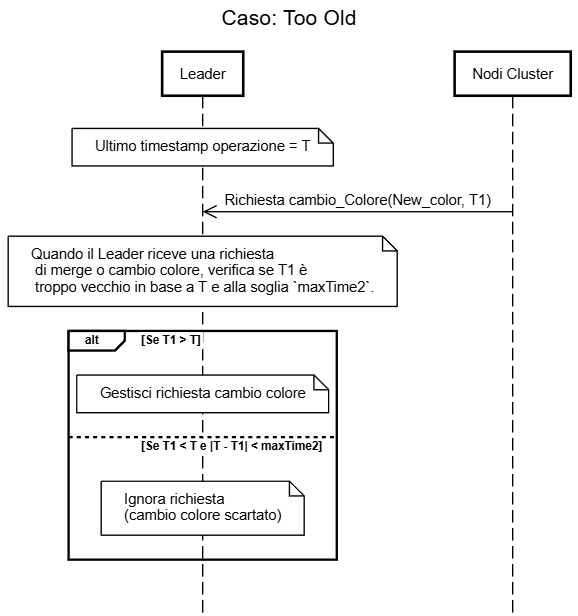 Caso: Too Old
Leader
Nodi Cluster
Ultimo timestamp operazione = T
Richiesta cambio_Colore(New_color, T1)
Quando il Leader riceve una richiesta
di merge o cambio colore, verifica se T1 è
troppo vecchio in base a T e alla soglia `maxTime2`.
alt
[Se T1 > T]
Gestisci richiesta cambio colore
[Se T1 < T e |T - T1| < maxTime2]
Ignora richiesta
(cambio colore scartato)